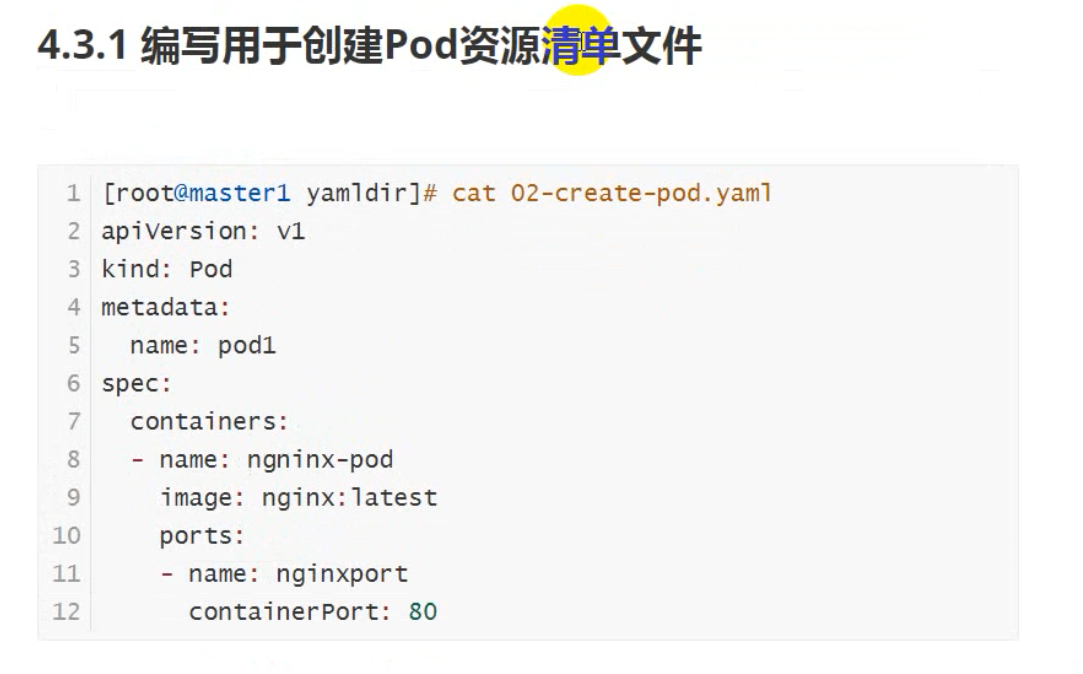 4.3.1 编写用于创建Pod资源清单文件
1 [root@master1 yamldir]# cat 02-create-pod.yaml
2 apiVersion: v1
3 kind: Pod
4 metadata:
5   name: pod1
6 spec:
7   containers:
8   - name: ngninx-pod
9     image: nginx:latest
10     ports:
11     - name: nginxport
12       containerPort: 80